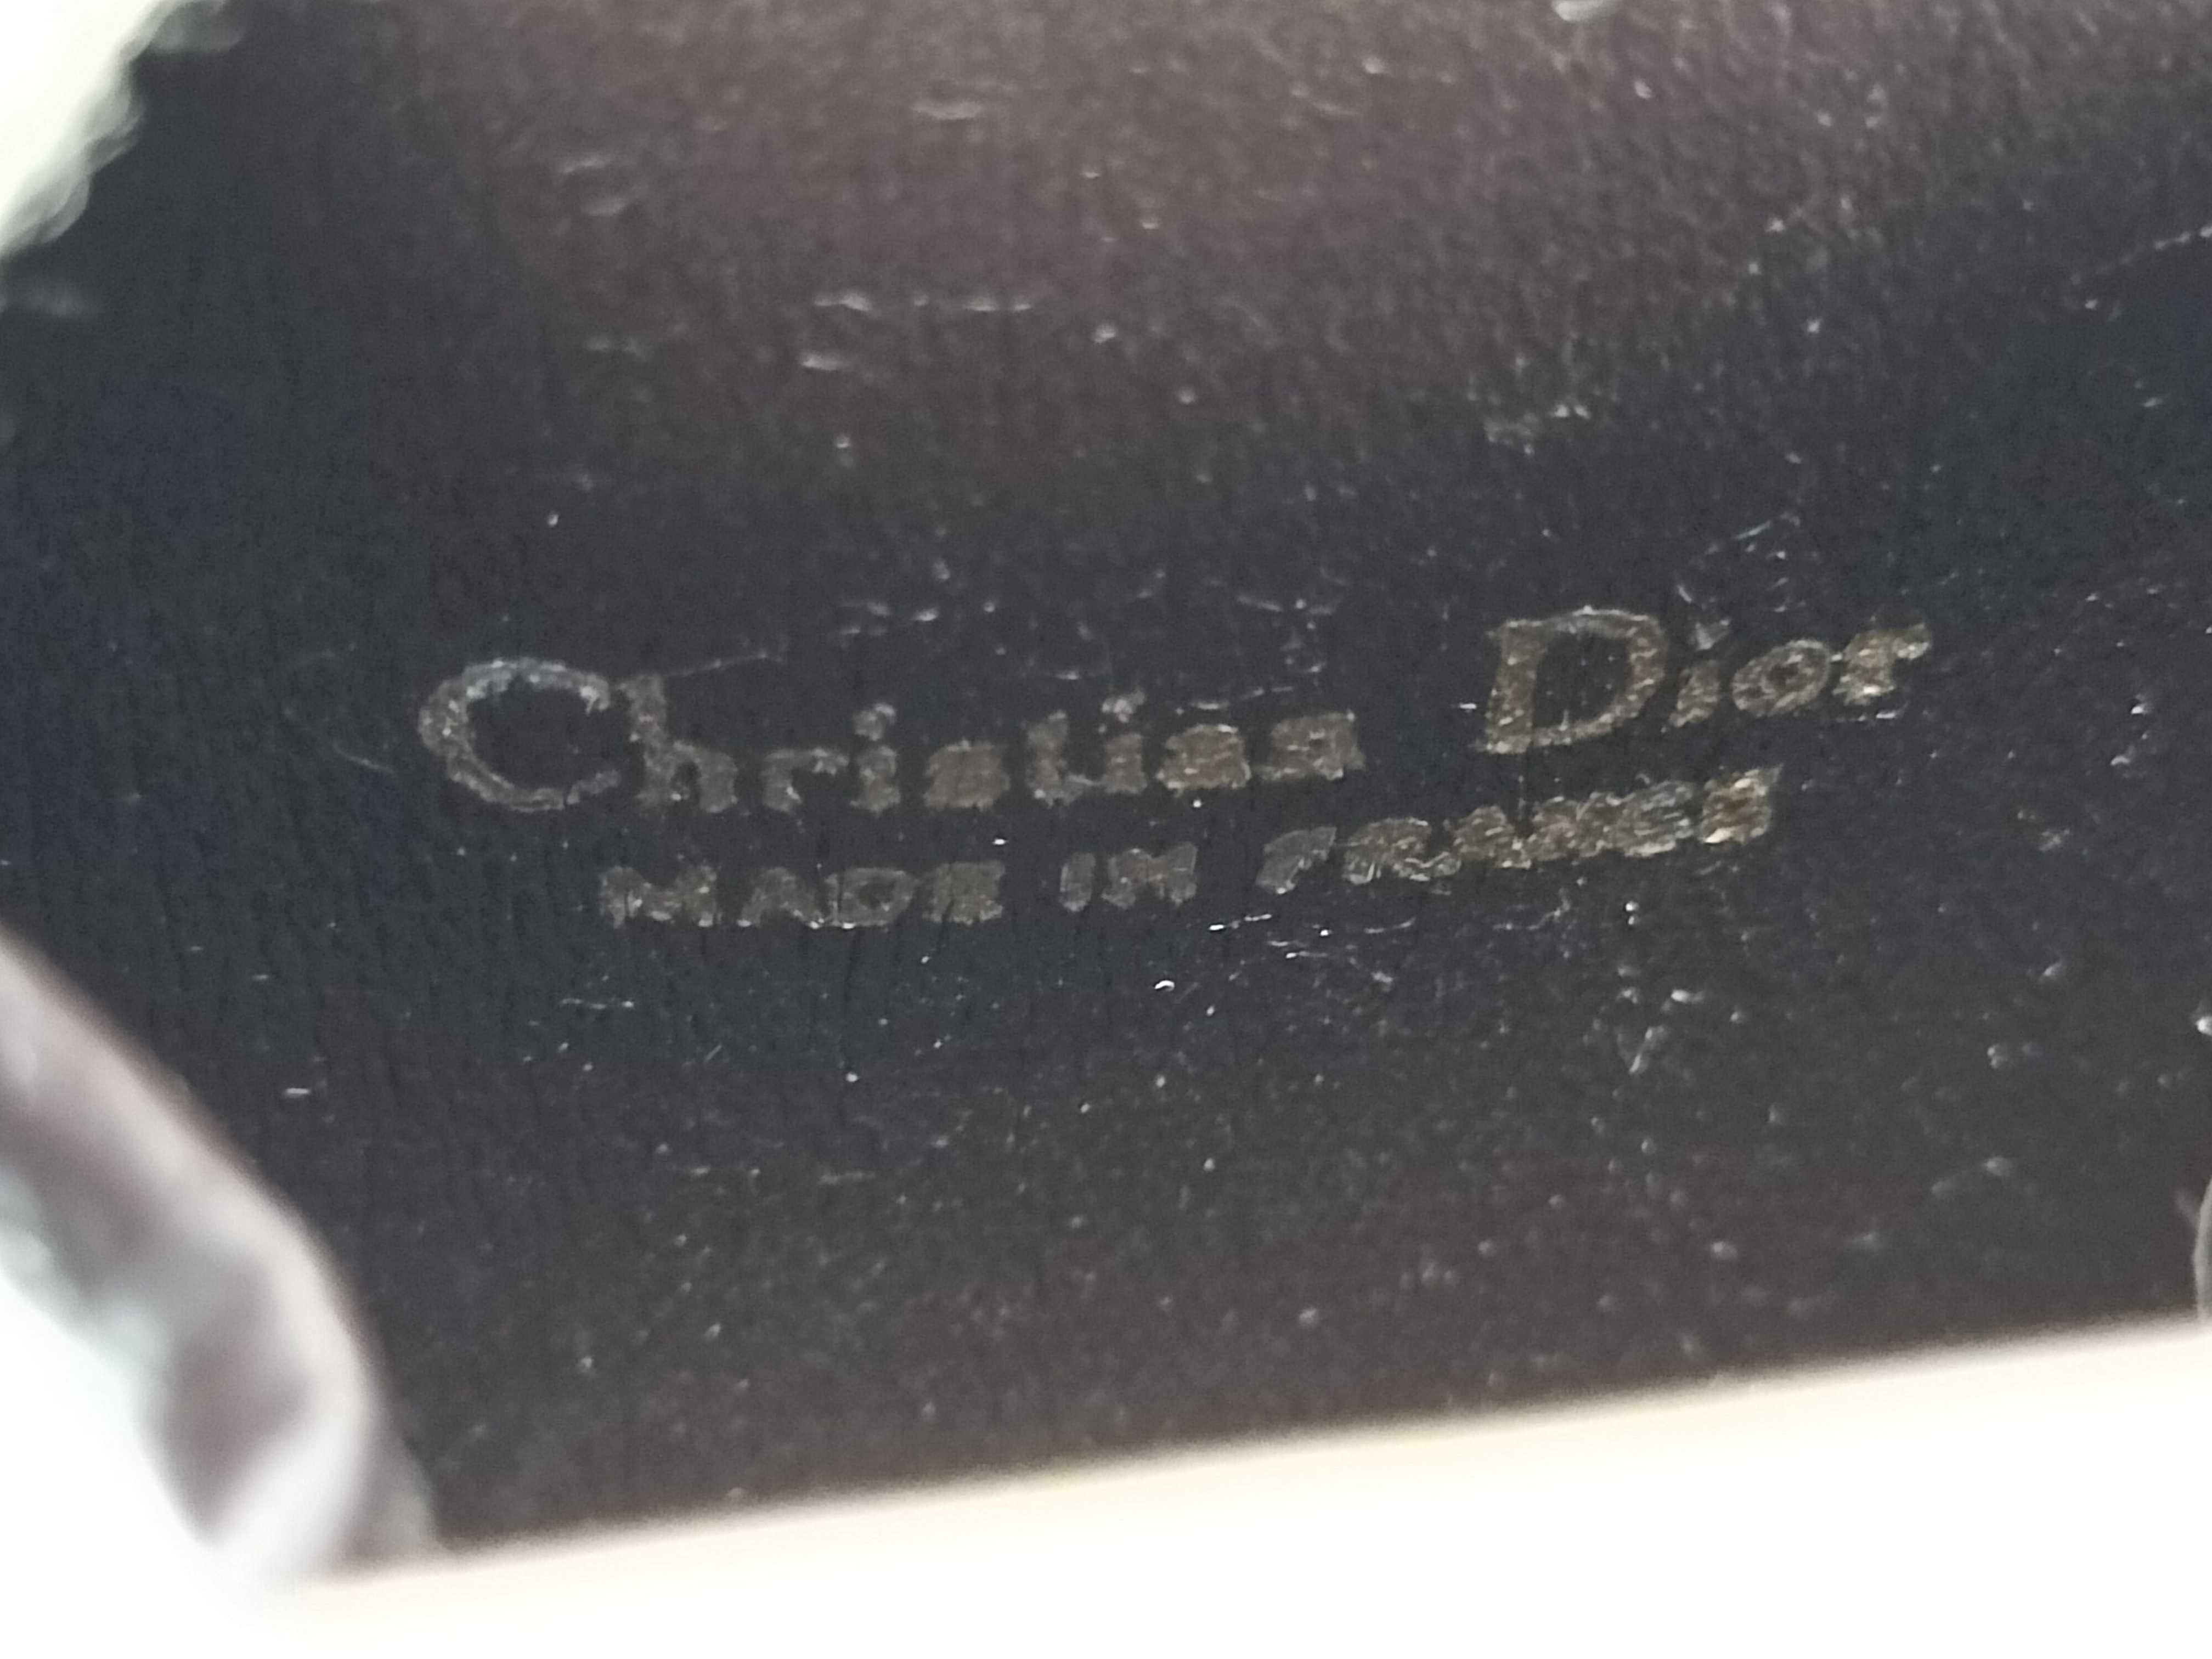 Christian Dior
MADE IN FRANCE